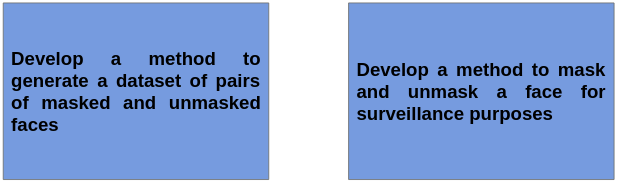 Develop a method to
generate a dataset of pairs
of masked and unmasked
faces
Develop a method to mask
and unmask a face for
surveillance purposes